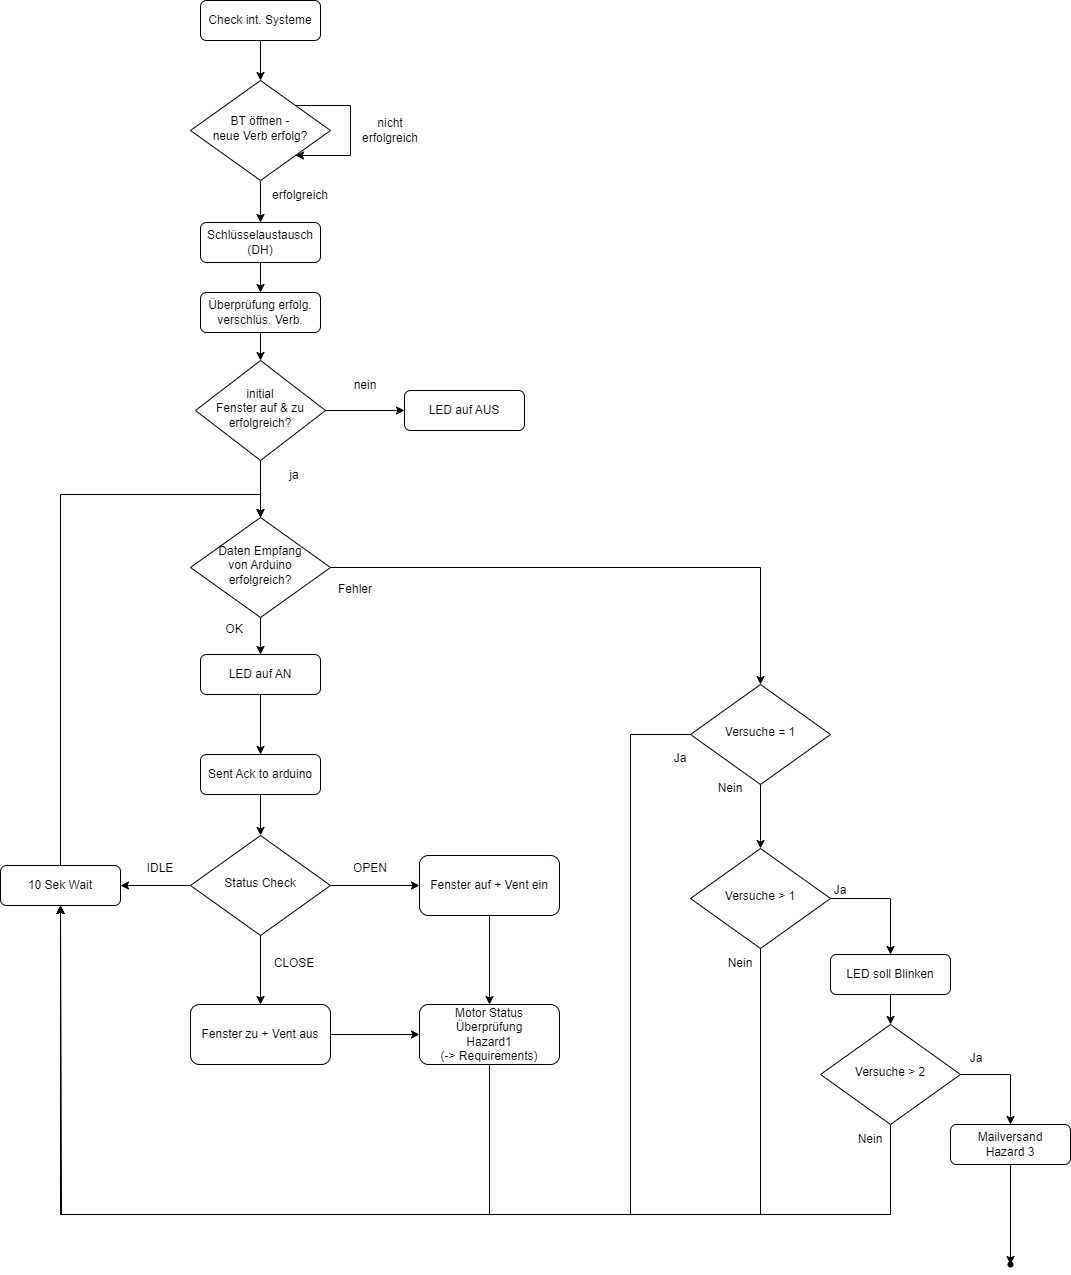 Check int. Systeme
BT öffnen -
neue Verb erfolg?
nicht
erfolgreich
erfolgreich
Schlüsselaustausch
(DH)
Überprüfung erfolg.
verschlüs. Verb.
initial
Fenster auf & zu
erfolgreich?
nein
LED auf AUS
ja
Daten Empfang
von Arduino
erfolgreich?
Fehler
OK
LED auf AN
Versuche = 1
Ja
Nein
Sent Ack to arduino
Status Check
IDLE
OPEN
10 Sek Wait
Fenster auf + Vent ein
Versuche > 1
Ja
Nein
CLOSE
LED soll Blinken
Fenster zu + Vent aus
Motor Status
Überprüfung
Hazard1
(-> Requirements)
Versuche > 2
Ja
Nein
Mailversand
Hazard 3